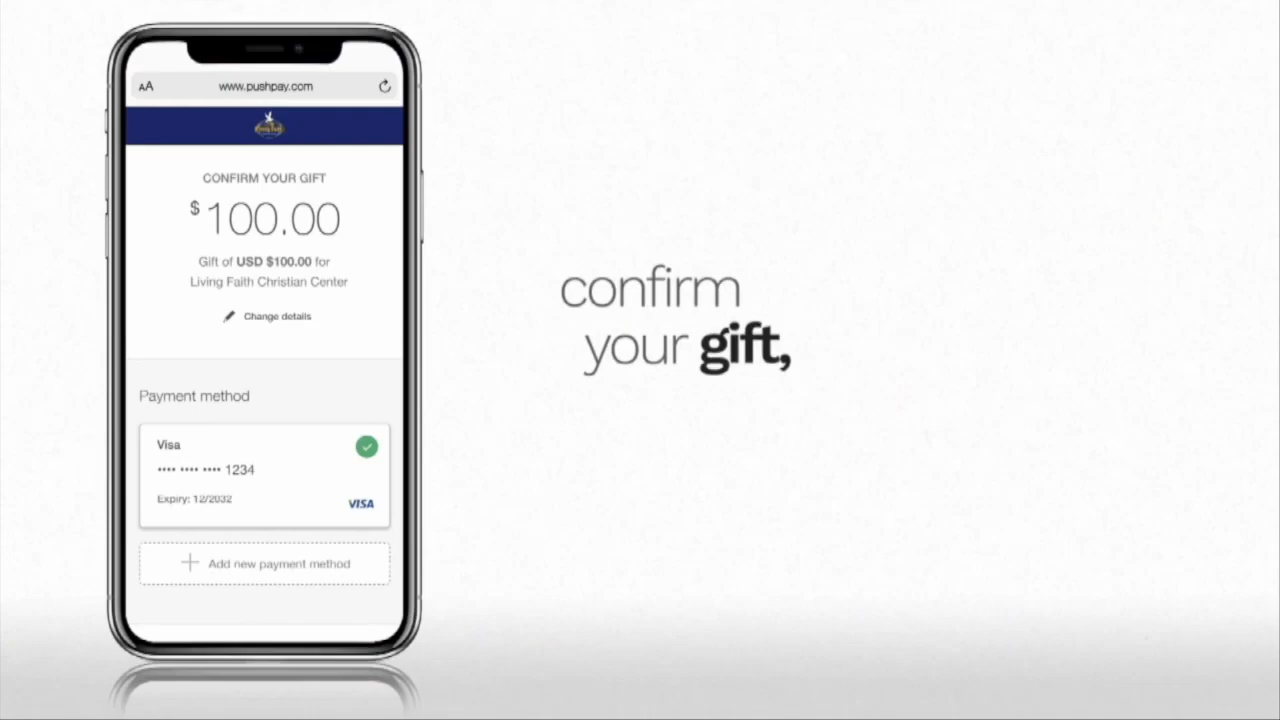 AA www.pushpay.com
CONFIRM YOUR GIFT
$100.00
Gift of USD $100.00 for
Living Faith Christian Center
Change details
Payment method
Visa
•••• •••• •••• 1234
Expiry: 12/2032
VISA
Add new payment method
confirm
your gift,